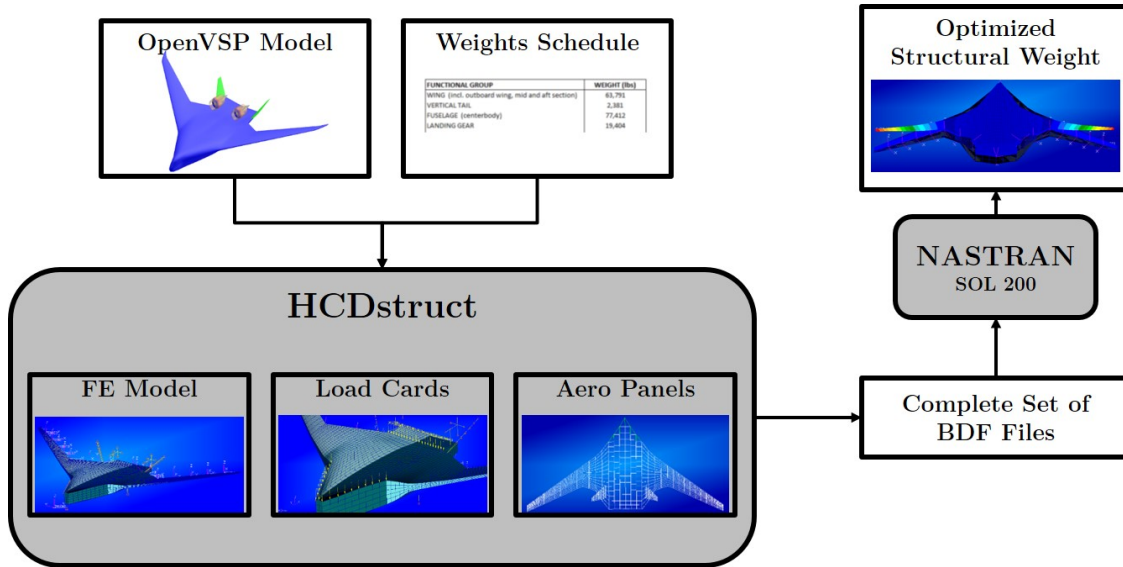 OpenVSP Model
Weights Schedule
FUNCTIONAL GROUP WEIGHT (lbs)
WING (incl. outboard wing, mid and aft section) 63,791
VERTICAL TAIL 2,381
FUSELAGE (centerbody) 77,412
LANDING GEAR 19,404
Optimized
Structural Weight
NASTRAN
SOL 200
HCDstruct
FE Model
Load Cards
Aero Panels
Complete Set of
BDF Files